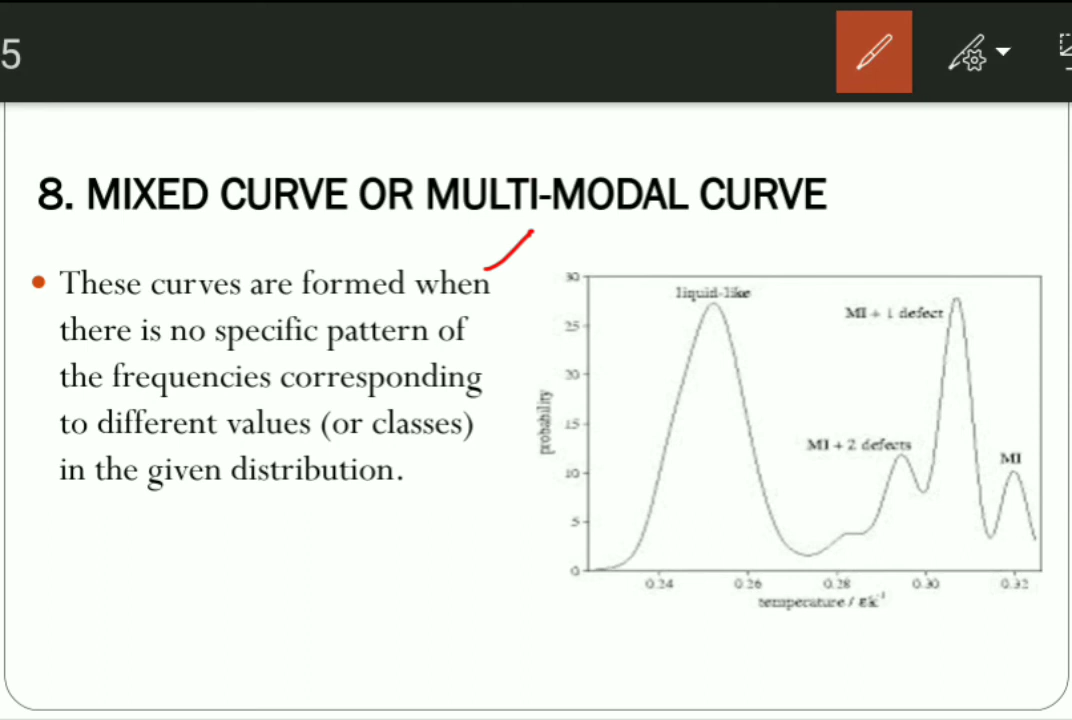 5
8. MIXED CURVE OR MULTI-MODAL CURVE
• These curves are formed when
there is no specific pattern of
the frequencies corresponding
to different values (or classes)
in the given distribution.
30
25
20
15
10
5
0
probability
liquid-like
MI + 1 defect
MI + 2 defects
MI
0.24 0.26 0.28 0.30 0.32
temperature / εk⁻¹